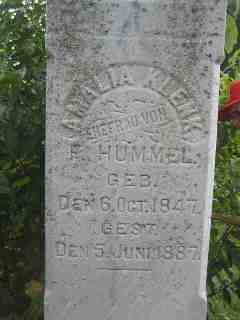 AMALIA KLENK
EHEFRAU VON
F. HUMMEL.
GEB.
DEN 6. OCT. 1847.
GEST.
DEN 5. JUNI. 1887.